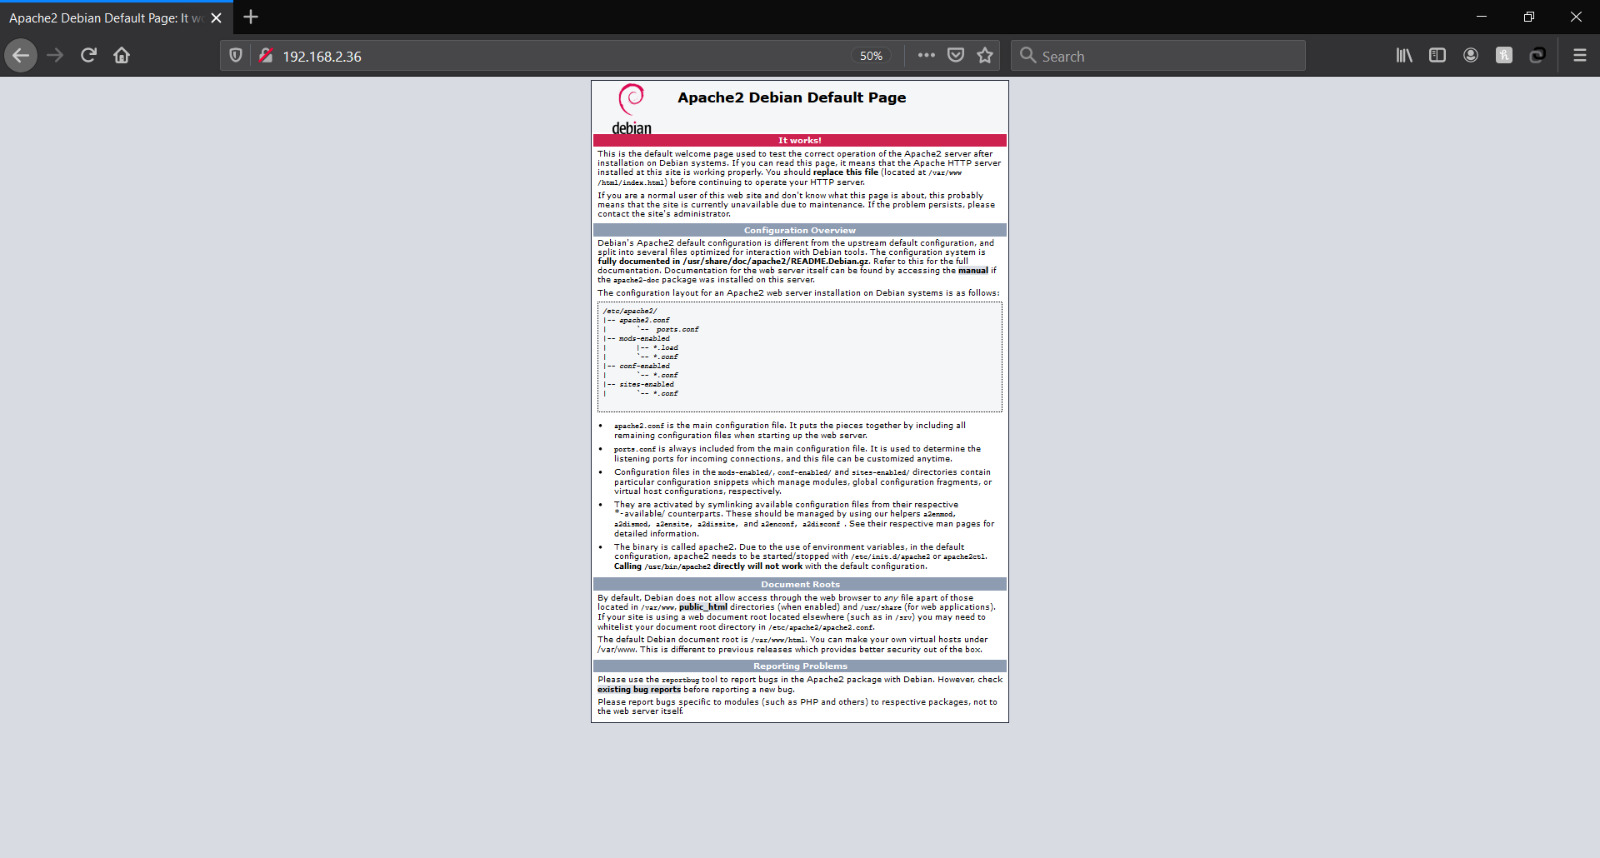 Apache2 Debian Default Page: It w
192.168.2.36
50%
Search
debian
Apache2 Debian Default Page
It works!
This is the default welcome page used to test the correct operation of the Apache2 server after
installation on Debian systems. If you can read this page, it means that the Apache HTTP server
installed at this site is working properly. You should replace this file (located at /var/www
/html/index.html) before continuing to operate your HTTP server.
If you are a normal user of this web site and don't know what this page is about, this probably
means that the site is currently unavailable due to maintenance. If the problem persists, please
contact the site's administrator.
Configuration Overview
Debian's Apache2 default configuration is different from the upstream default configuration, and
split into several files optimized for interaction with Debian tools. The configuration system is
fully documented in /usr/share/doc/apache2/README.Debian.gz. Refer to this for the full
documentation. Documentation for the web server itself can be found by accessing the manual if
the apache2-doc package was installed on this server.
The configuration layout for an Apache2 web server installation on Debian systems is as follows:
/etc/apache2/
|-- apache2.conf
|       `--  ports.conf
|-- mods-enabled
|       |-- *.load
|       `-- *.conf
|-- conf-enabled
|       `-- *.conf
|-- sites-enabled
|       `-- *.conf
• apache2.conf is the main configuration file. It puts the pieces together by including all
remaining configuration files when starting up the web server.
• ports.conf is always included from the main configuration file. It is used to determine the
listening ports for incoming connections, and this file can be customized anytime.
• Configuration files in the mods-enabled/, conf-enabled/ and sites-enabled/ directories contain
particular configuration snippets which manage modules, global configuration fragments, or
virtual host configurations, respectively.
• They are activated by symlinking available configuration files from their respective
*-available/ counterparts. These should be managed by using our helpers a2enmod,
a2dismod, a2ensite, a2dissite, and a2enconf, a2disconf . See their respective man pages for
detailed information.
• The binary is called apache2. Due to the use of environment variables, in the default
configuration, apache2 needs to be started/stopped with /etc/init.d/apache2 or apache2ctl.
Calling /usr/bin/apache2 directly will not work with the default configuration.
Document Roots
By default, Debian does not allow access through the web browser to any file apart of those
located in /var/www, public_html directories (when enabled) and /usr/share (for web applications).
If your site is using a web document root located elsewhere (such as in /srv) you may need to
whitelist your document root directory in /etc/apache2/apache2.conf.
The default Debian document root is /var/www/html. You can make your own virtual hosts under
/var/www. This is different to previous releases which provides better security out of the box.
Reporting Problems
Please use the reportbug tool to report bugs in the Apache2 package with Debian. However, check
existing bug reports before reporting a new bug.
Please report bugs specific to modules (such as PHP and others) to respective packages, not to
the web server itself.